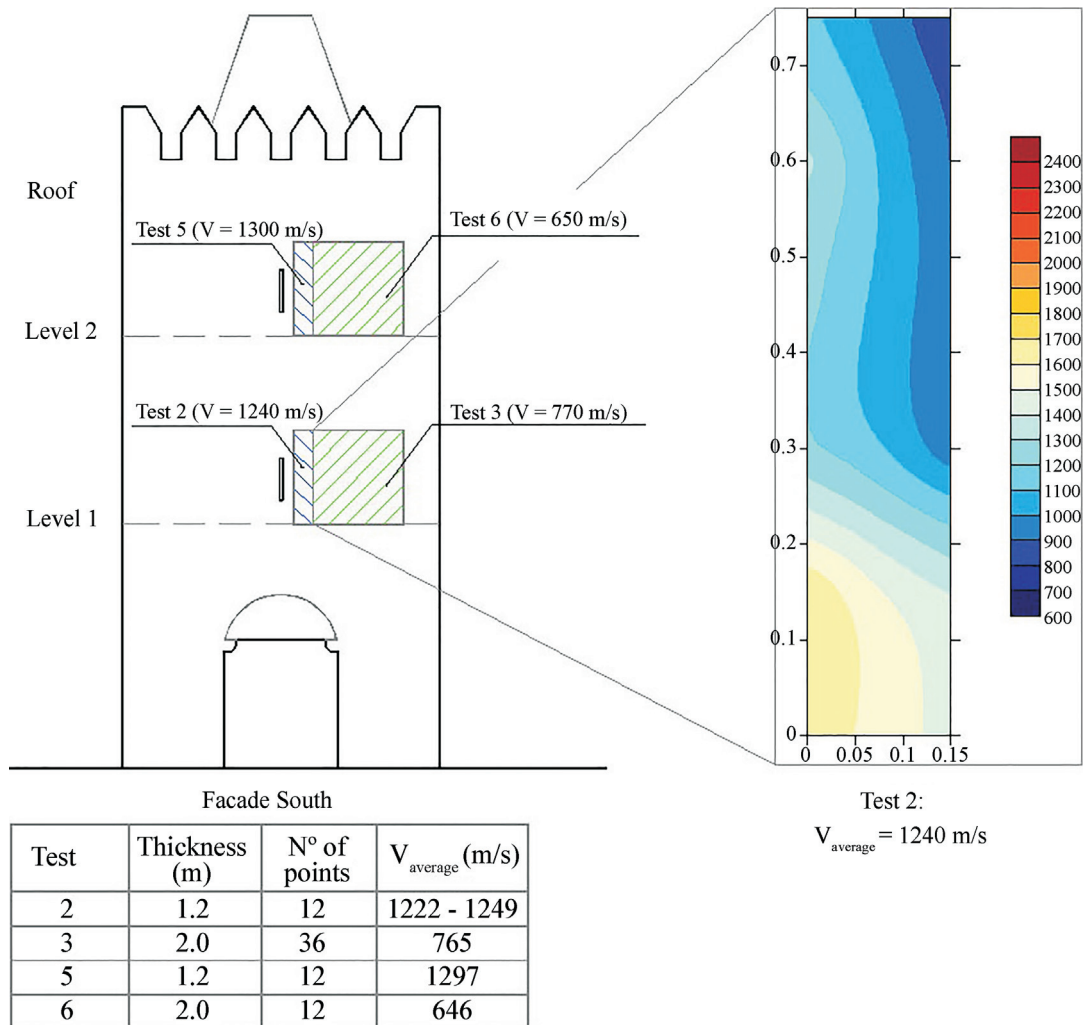 Roof
Test 5 (V = 1300 m/s)
Test 6 (V = 650 m/s)
Level 2
Test 2 (V = 1240 m/s)
Test 3 (V = 770 m/s)
Level 1
Facade South
0.7
0.6
0.5
0.4
0.3
0.2
0.1
0
0 0.05 0.1 0.15
2400
2300
2200
2100
2000
1900
1800
1700
1600
1500
1400
1300
1200
1100
1000
900
800
700
600
Test 2:
V average = 1240 m/s
Test Thickness (m) Nº of points V average (m/s)
2 1.2 12 1222 - 1249
3 2.0 36 765
5 1.2 12 1297
6 2.0 12 646